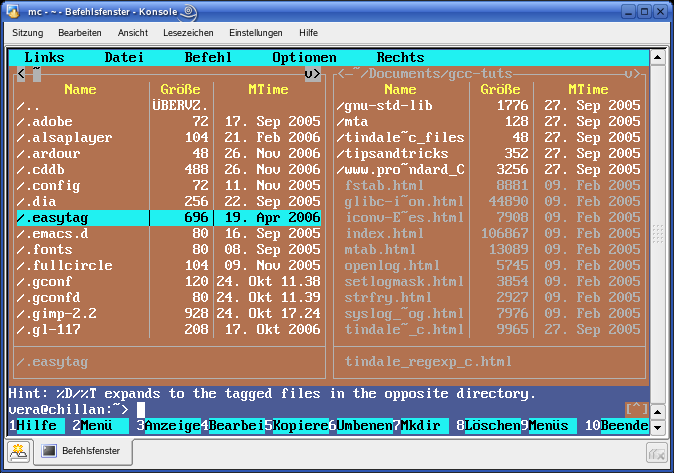 mc - ~ - Befehlsfenster - Konsole
Sitzung Bearbeiten Ansicht Lesezeichen Einstellungen Hilfe
Links Datei Befehl Optionen Rechts
<─ ~ v> <─~/Documents/gcc-tuts v>
Name Größe MTime Name Größe MTime
/.. ÜBERVZ. /gnu-std-lib 1776 27. Sep 2005
/.adobe 72 17. Sep 2005 /mta 128 27. Sep 2005
/.alsaplayer 104 21. Feb 2006 /tindale~c_files 48 27. Sep 2005
/.ardour 48 26. Nov 2006 /tipsandtricks 352 27. Sep 2005
/.cddb 488 26. Nov 2006 /www.pro~ndard_C 3256 27. Sep 2005
/.config 72 11. Nov 2005 fstab.html 8881 09. Feb 2005
/.dia 256 22. Sep 2005 glibc-i~on.html 44890 09. Feb 2005
/.easytag 696 19. Apr 2006 iconv-E~es.html 7908 09. Feb 2005
/.emacs.d 80 16. Sep 2005 index.html 106867 09. Feb 2005
/.fonts 80 08. Sep 2005 mtab.html 13089 09. Feb 2005
/.fullcircle 104 09. Nov 2005 openlog.html 5745 09. Feb 2005
/.gconf 120 24. Okt 11.38 setlogmask.html 3854 09. Feb 2005
/.gconfd 80 24. Okt 11.39 strfry.html 2927 09. Feb 2005
/.gimp-2.2 928 24. Okt 17.24 syslog_~og.html 7976 09. Feb 2005
/.gl-117 208 17. Okt 2006 tindale~_c.html 9965 27. Sep 2005
/.easytag tindale_regexp_c.html
Hint: %D/%T expands to the tagged files in the opposite directory.
vera@chillan:~> [^]
1Hilfe 2Menü 3Anzeige 4Bearbei 5Kopiere 6Umbenen 7Mkdir 8Löschen 9Menüs 10Beende
Befehlsfenster